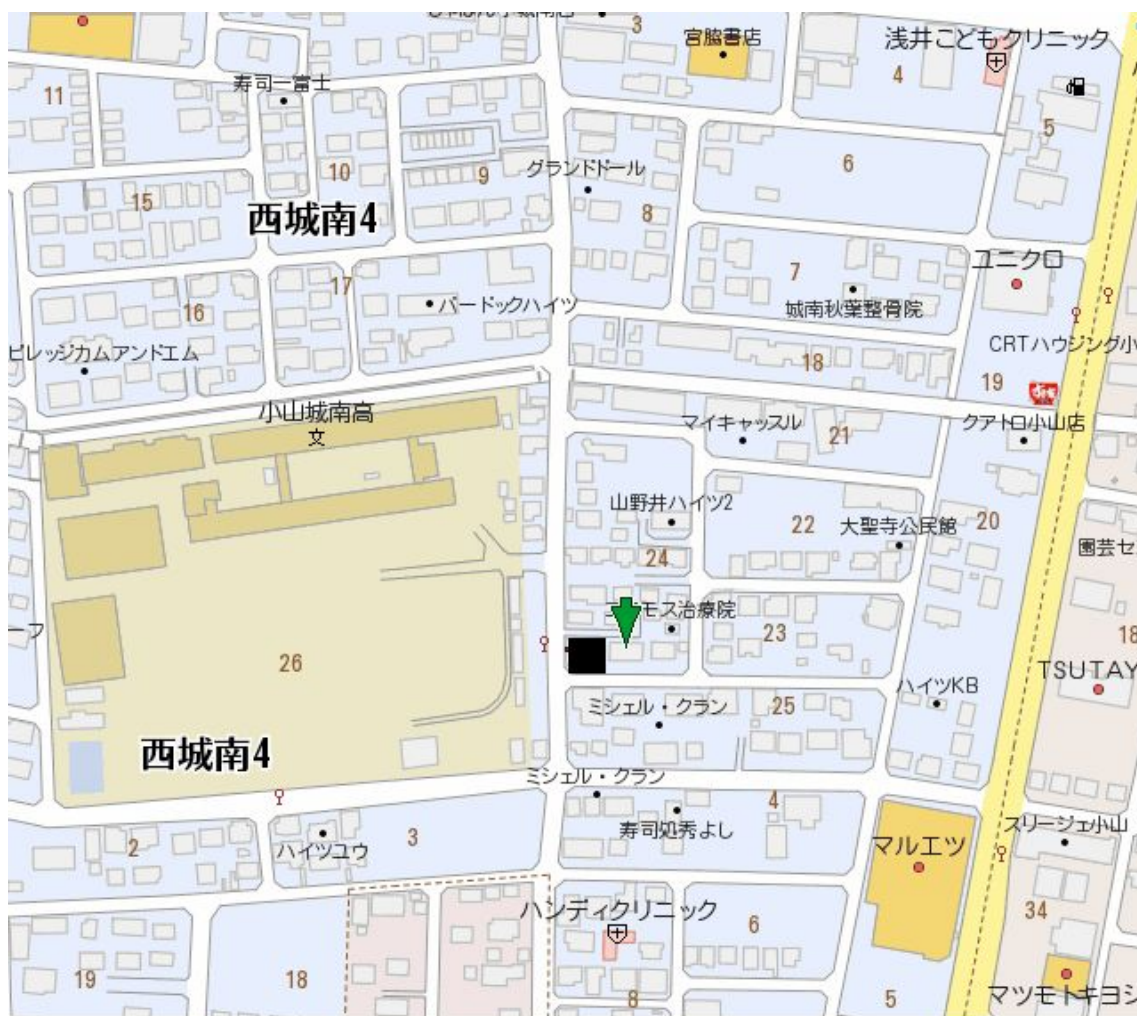 3
宮脇書店
浅井こどもクリニック
4
寿司一富士
11
5
10
9
6
グランドドール
15
8
西城南4
7
ユニクロ
17
16
バードックハイツ
城南秋葉整骨院
ビレッジカムアンドエム
18
CRTハウジング小
19
小山城南高
文
マイキャッスル
21
クアトロ小山店
山野井ハイツ2
22
大聖寺公民館
20
園芸セ
24
モス治療院
23
18
26
TSUTAY
ハイツKB
ミシェル・クラン
25
西城南4
ミシェル・クラン
4
寿司処秀よし
スリージェ小山
2
ハイツユウ
3
マルエツ
ハンディクリニック
6
34
19
18
8
5
マツモトキヨシ